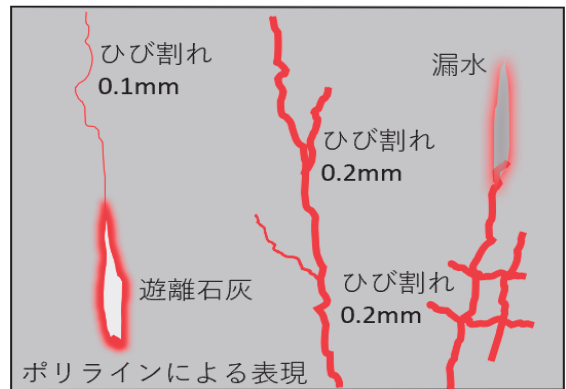 ひび割れ
0.1mm
遊離石灰
ひび割れ
0.2mm
漏水
ひび割れ
0.2mm
ポリラインによる表現